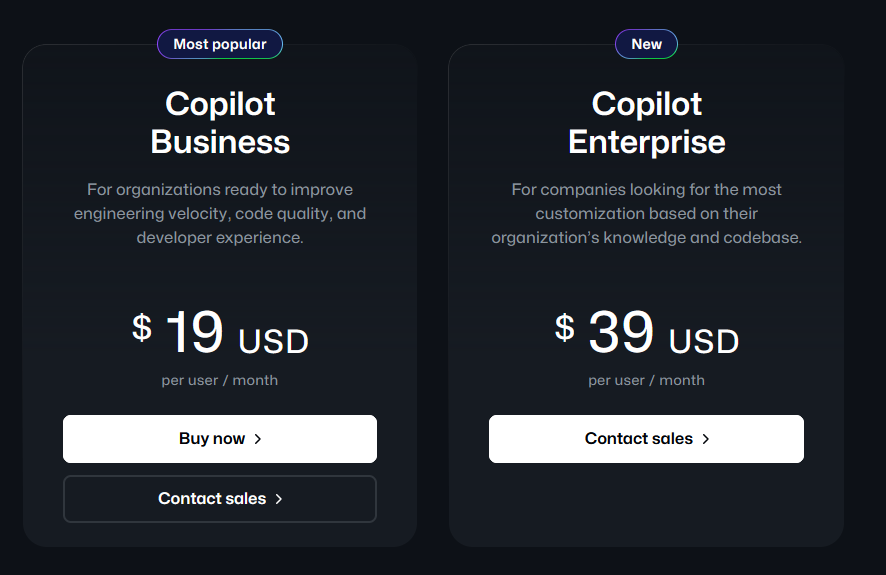 Most popular
Copilot
Business
For organizations ready to improve
engineering velocity, code quality, and
developer experience.
$ 19 USD
per user / month
Buy now
Contact sales
New
Copilot
Enterprise
For companies looking for the most
customization based on their
organization’s knowledge and codebase.
$ 39 USD
per user / month
Contact sales